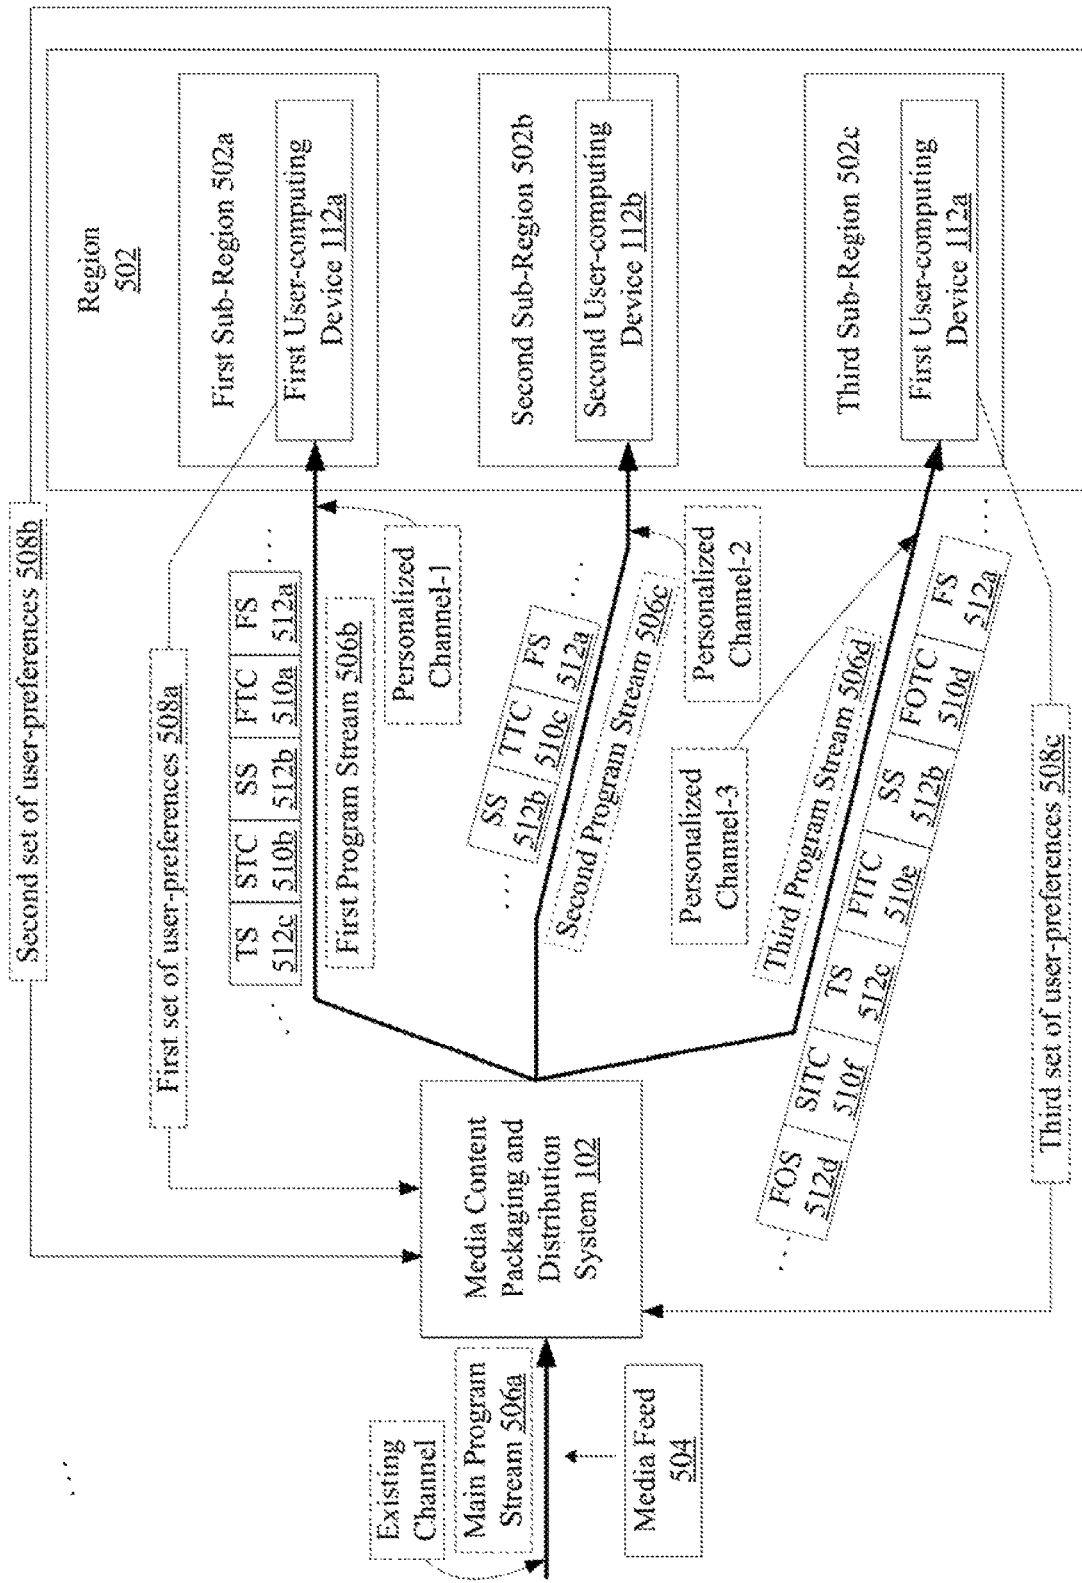 Second set of user-preferences 508b
First set of user-preferences 508a
Region
502
First Sub-Region 502a
First User-computing
Device 112a
Second Sub-Region 502b
Second User-computing
Device 112b
Third Sub-Region 502c
First User-computing
Device 112a
TS
512c
STC
510b
SS
512b
FTC
510a
FS
512a
. . .
. . .
First Program Stream 506b
Personalized
Channel-1
SS
512b
TTC
510c
FS
512a
. . .
. . .
Second Program Stream 506c
Personalized
Channel-2
Personalized
Channel-3
Third Program Stream 506d
FOS
512d
SITC
510f
TS
512c
FITC
510e
SS
512b
FOTC
510d
FS
512a
. . .
. . .
Existing
Channel
Main Program
Stream 506a
Media Feed
504
Media Content
Packaging and
Distribution
System 102
Third set of user-preferences 508c
. . .